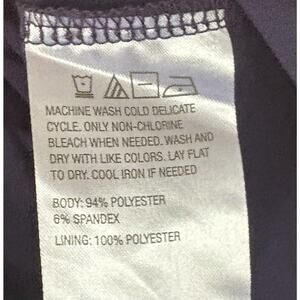 MACHINE WASH COLD DELICATE
CYCLE. ONLY NON-CHLORINE
BLEACH WHEN NEEDED. WASH AND
DRY WITH LIKE COLORS. LAY FLAT
TO DRY. COOL IRON IF NEEDED
BODY: 94% POLYESTER
6% SPANDEX
LINING: 100% POLYESTER